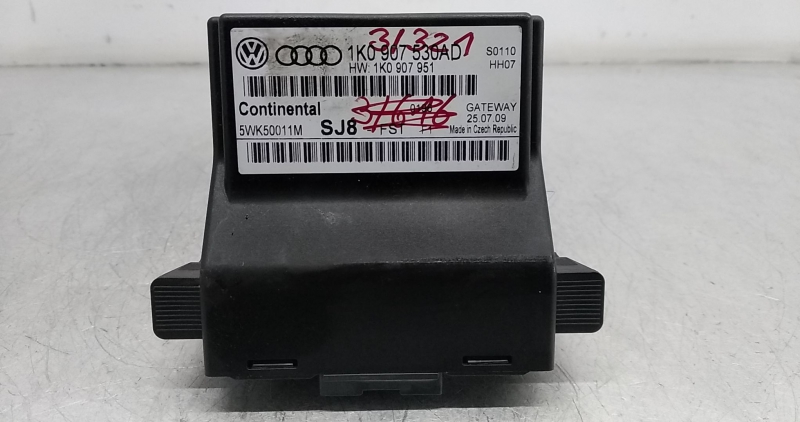 31321
1K0 907 530AD
S0110
HW: 1K0 907 951
HH07
Continental
GATEWAY
5WK50011M
SJ8
31616
25.07.09
Made in Czech Republic